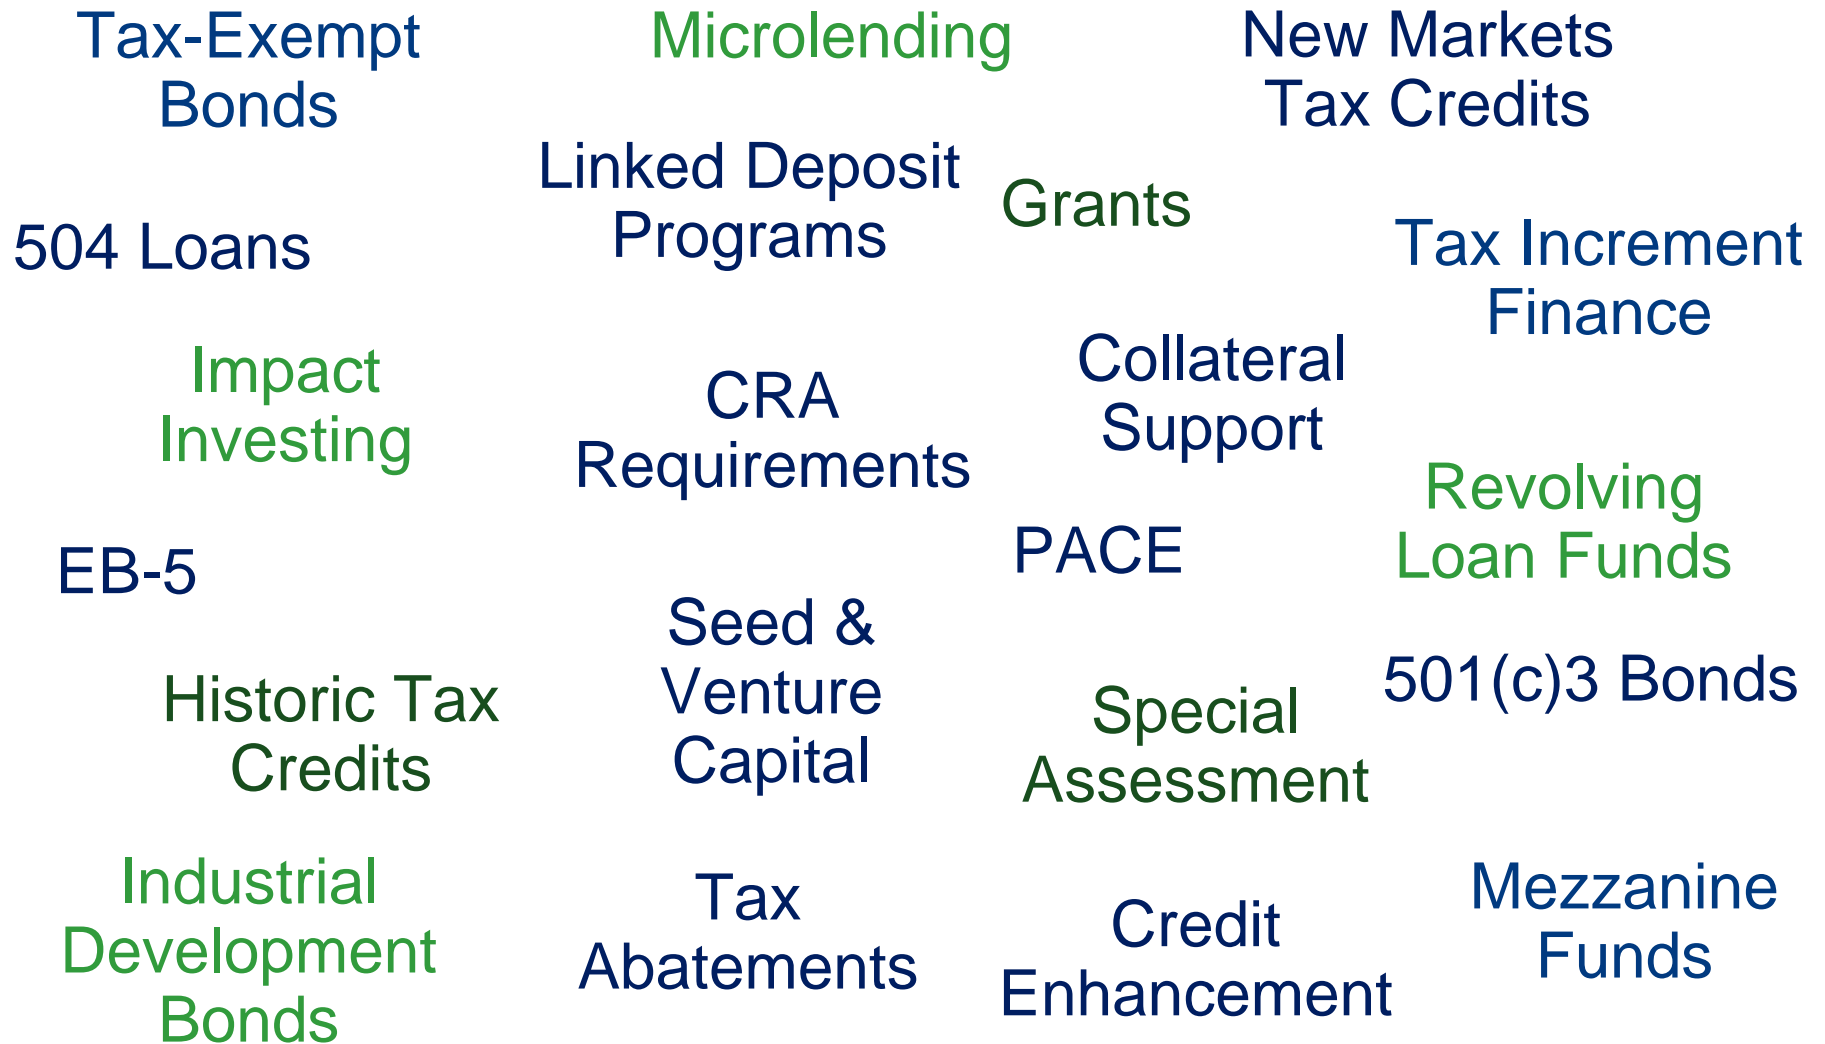 Tax-Exempt
Bonds
Microlending
New Markets
Tax Credits
Linked Deposit
Programs
Grants
504 Loans
Tax Increment
Finance
Impact
Investing
CRA
Requirements
Collateral
Support
Revolving
Loan Funds
EB-5
PACE
Seed &
Venture
Capital
Historic Tax
Credits
Special
Assessment
501(c)3 Bonds
Industrial
Development
Bonds
Tax
Abatements
Credit
Enhancement
Mezzanine
Funds